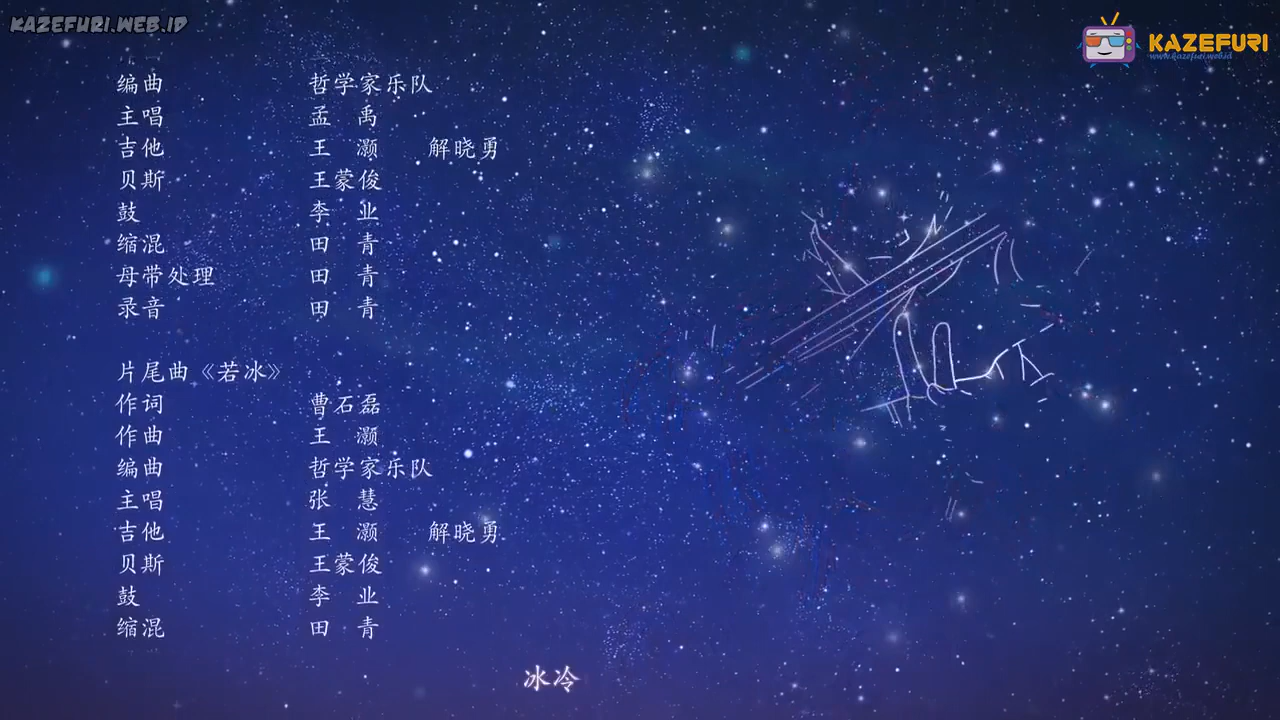 KAZEFURI.WEB.ID
KAZEFURI
www.kazefuri.web.id
编曲 哲学家乐队
主唱 孟 禹
吉他 王 灏 解晓勇
贝斯 王蒙俊
鼓 李 业
缩混 田 青
母带处理 田 青
录音 田 青
片尾曲《若冰》
作词 曹石磊
作曲 王 灏
编曲 哲学家乐队
主唱 张 慧
吉他 王 灏 解晓勇
贝斯 王蒙俊
鼓 李 业
缩混 田 青
冰冷